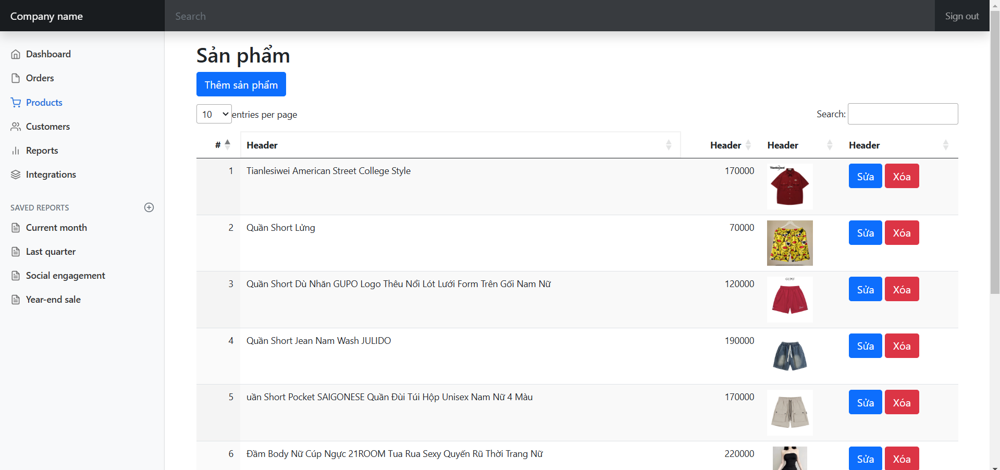 Company name
Search
Sign out
Dashboard
Orders
Products
Customers
Reports
Integrations
SAVED REPORTS
Current month
Last quarter
Social engagement
Year-end sale
Sản phẩm
Thêm sản phẩm
10 entries per page
Search:
# Header Header Header Header
1 Tianlesiwei American Street College Style 170000 Tianlesiwei Sửa Xóa
2 Quần Short Lửng 70000 Sửa Xóa
3 Quần Short Dù Nhăn GUPO Logo Thêu Nổi Lót Lưới Form Trên Gối Nam Nữ 120000 GUPO Sửa Xóa
4 Quần Short Jean Nam Wash JULIDO 190000 Sửa Xóa
5 uần Short Pocket SAIGONESE Quần Đùi Túi Hộp Unisex Nam Nữ 4 Màu 170000 Sửa Xóa
6 Đầm Body Nữ Cúp Ngực 21ROOM Tua Rua Sexy Quyến Rũ Thời Trang Nữ 220000 Sửa Xóa